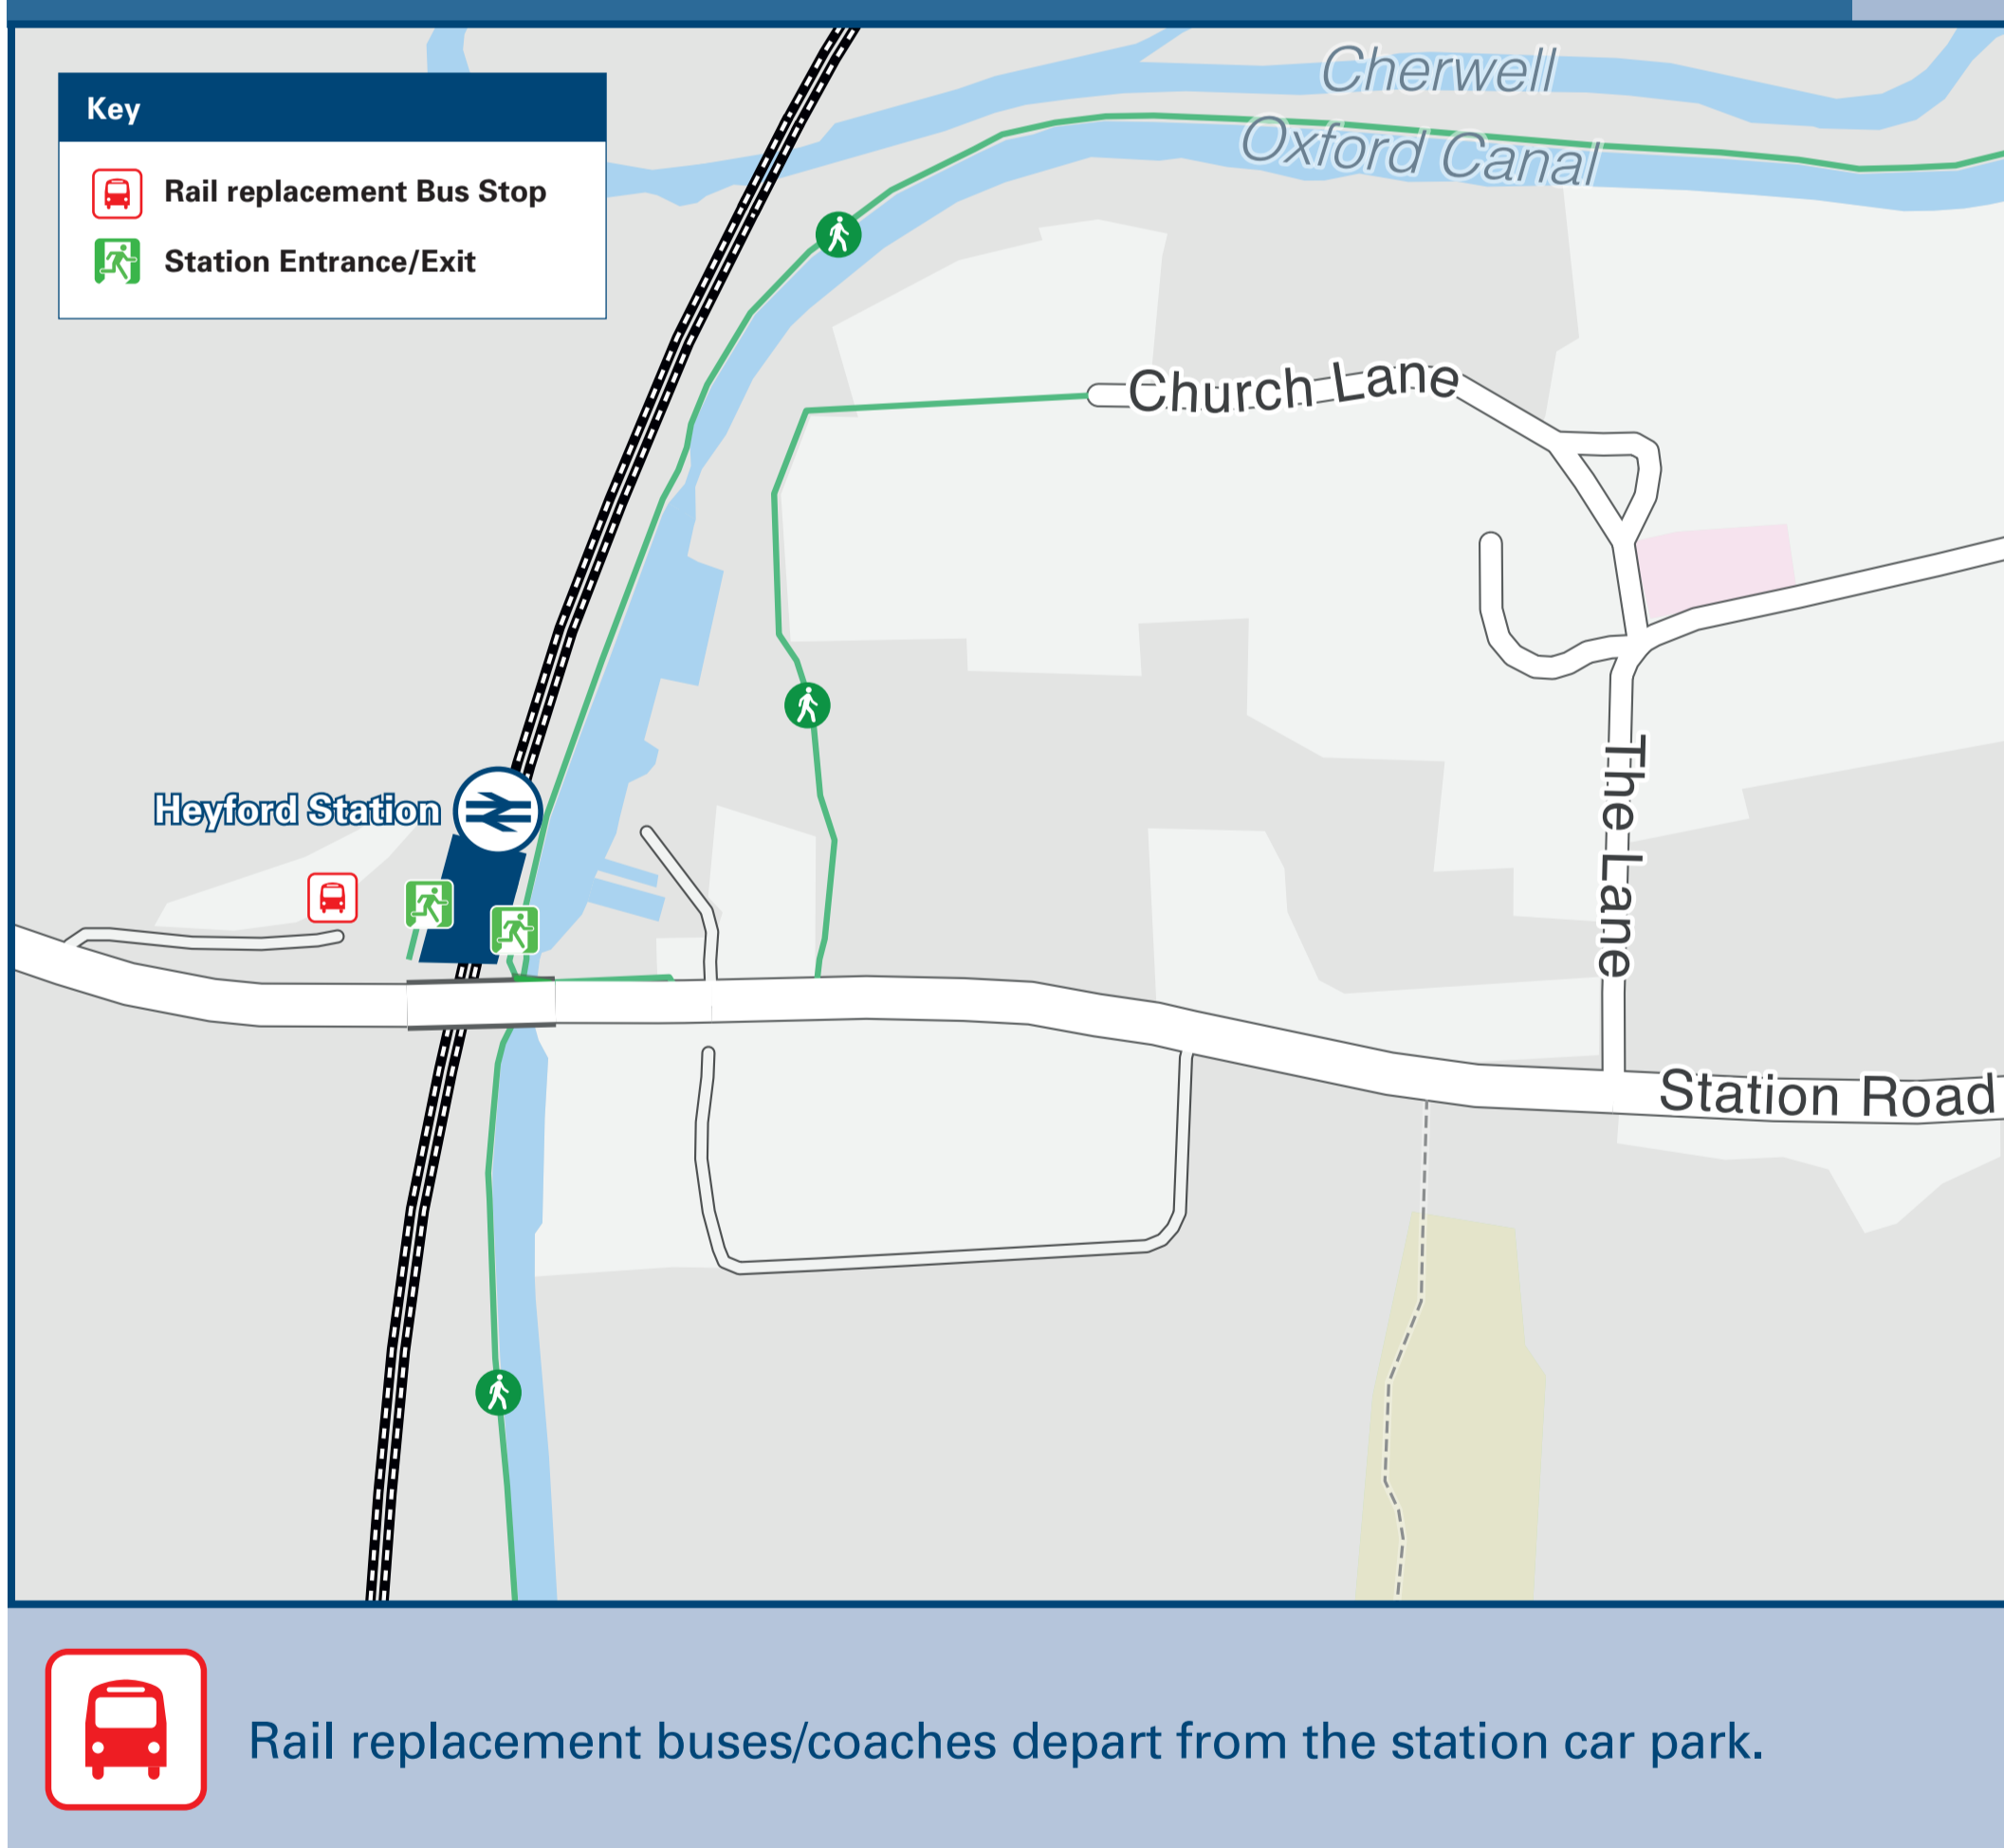 Key
Rail replacement Bus Stop
Station Entrance/Exit
Cherwell
Oxford Canal
Church Lane
The Lane
Heyford Station
Station Road
Rail replacement buses/coaches depart from the station car park.